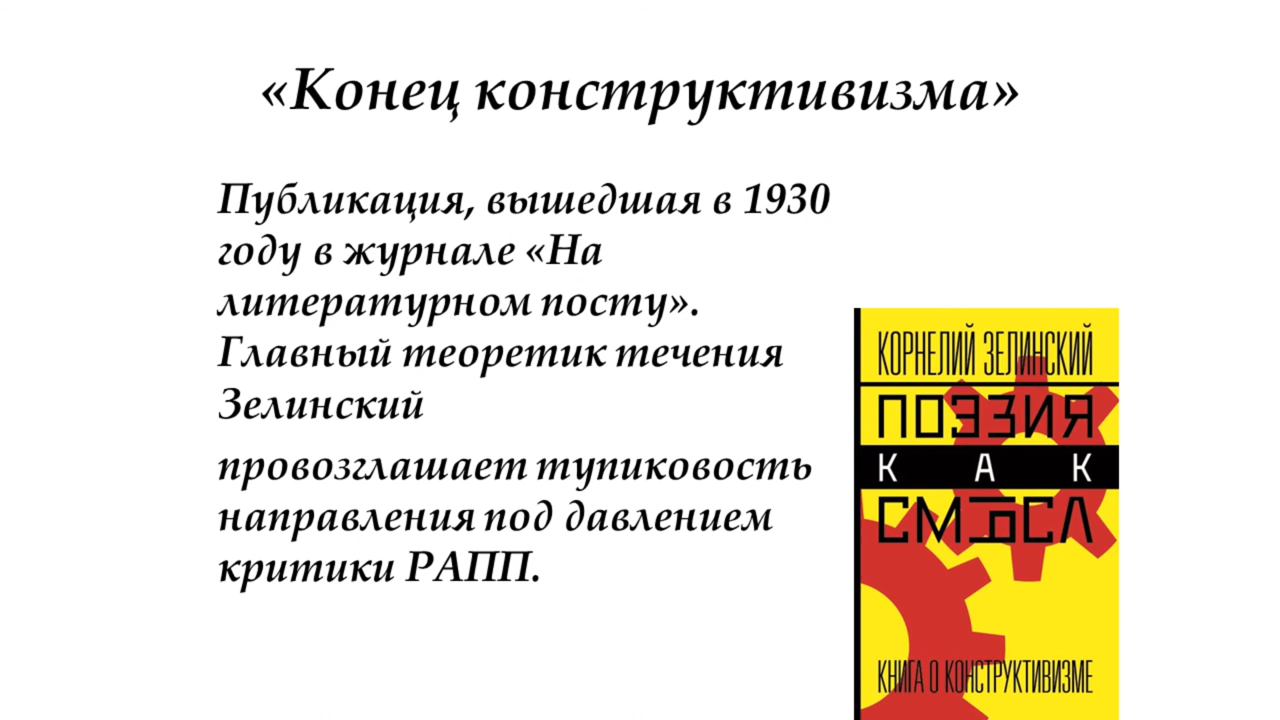 «Конец конструктивизма»
Публикация, вышедшая в 1930
году в журнале «На
литературном посту».
Главный теоретик течения
Зелинский
провозглашает тупиковость
направления под давлением
критики РАПП.
КОРНЕЛИЙ ЗЕЛИНСКИЙ
ПОЭЗИЯ
КАК
СМЫСЛ
КНИГА О КОНСТРУКТИВИЗМЕ